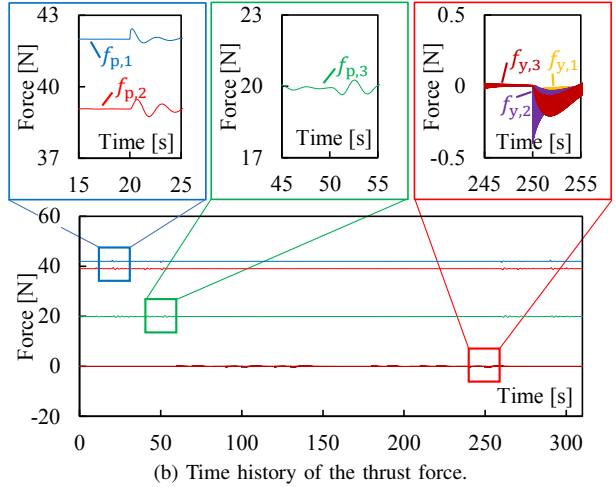 43
40
37
Force [N]
f_p,1
f_p,2
Time [s]
15 20 25
23
20
17
Force [N]
f_p,3
Time [s]
45 50 55
0.5
0
-0.5
Force [N]
f_y,3
f_y,1
f_y,2
Time [s]
245 250 255
60
40
20
0
-20
Force [N]
Time [s]
0 50 100 150 200 250 300
(b) Time history of the thrust force.